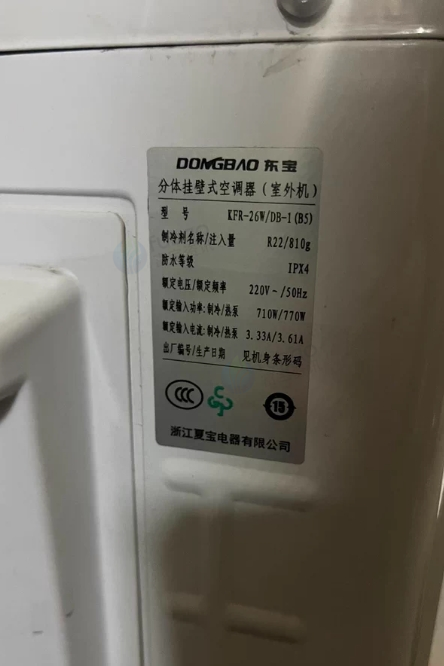 DONGBAO 东宝
分体挂壁式空调器（室外机）
型 号 KFR-26W/DB-1(B5)
制冷剂名称/注入量 R22/810g
防水等级 IPX4
额定电压/额定频率 220V～/50Hz
额定输入功率:制冷/热泵 710W/770W
额定输入电流:制冷/热泵 3.33A/3.61A
出厂编号/生产日期 见机身条形码
CCC CGP 15
浙江夏宝电器有限公司